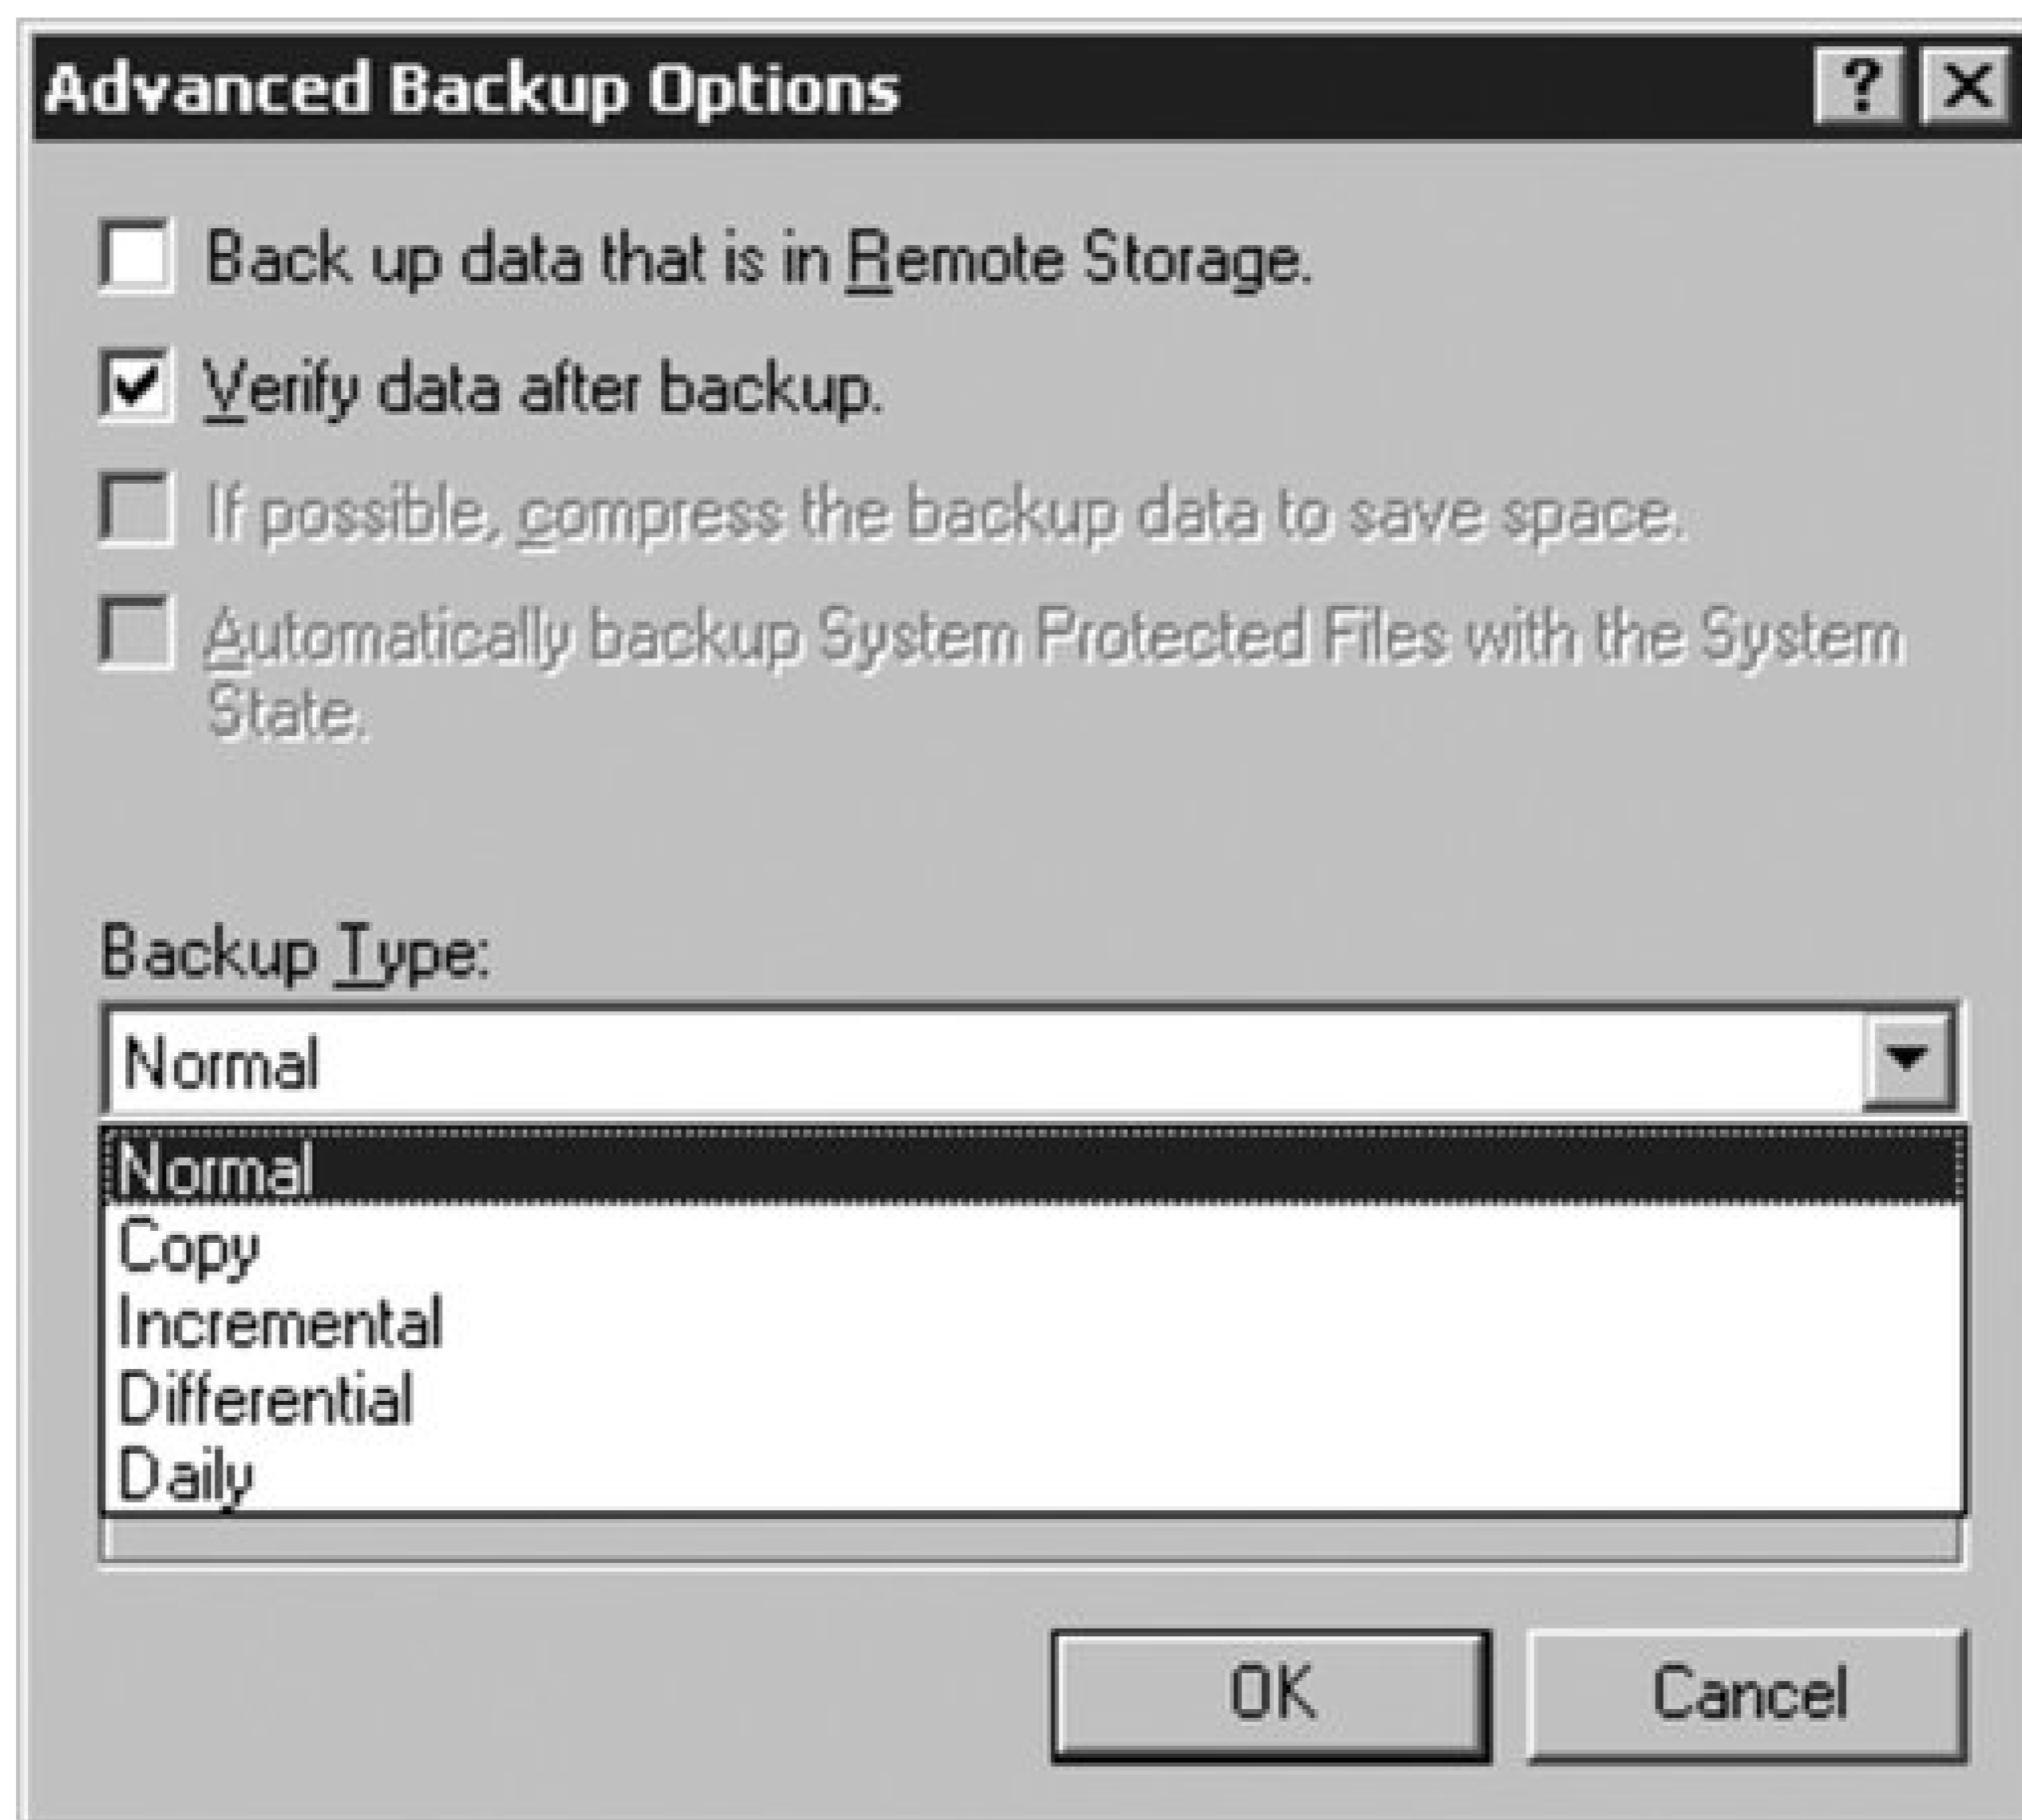 Advanced Backup Options
Back up data that is in Remote Storage.
Verify data after backup.
If possible, compress the backup data to save space.
Automatically backup System Protected Files with the System
State.
Backup Type:
Normal
Normal
Copy
Incremental
Differential
Daily
OK
Cancel